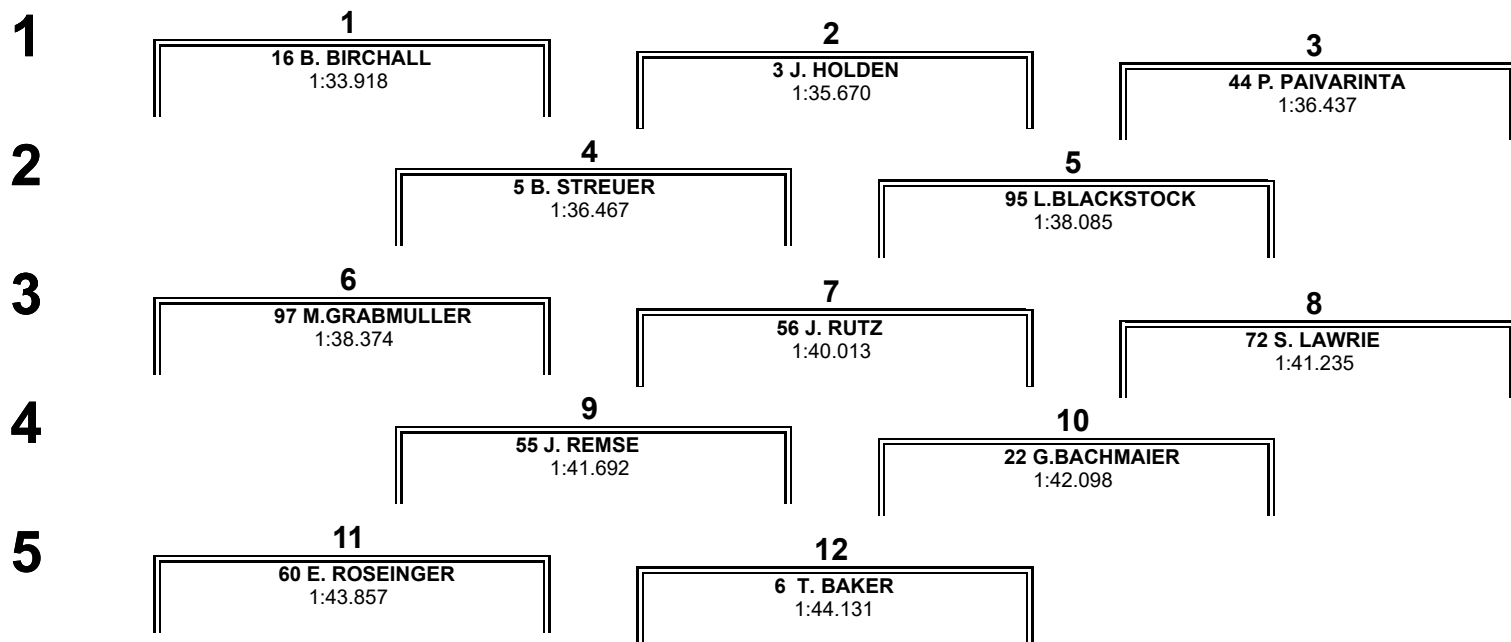 1
1
16 B. BIRCHALL
1:33.918
2
3 J. HOLDEN
1:35.670
3
44 P. PAIVARINTA
1:36.437
2
4
5 B. STREUER
1:36.467
5
95 L.BLACKSTOCK
1:38.085
3
6
97 M.GRABMULLER
1:38.374
7
56 J. RUTZ
1:40.013
8
72 S. LAWRIE
1:41.235
4
9
55 J. REMSE
1:41.692
10
22 G.BACHMAIER
1:42.098
5
11
60 E. ROSEINGER
1:43.857
12
6 T. BAKER
1:44.131